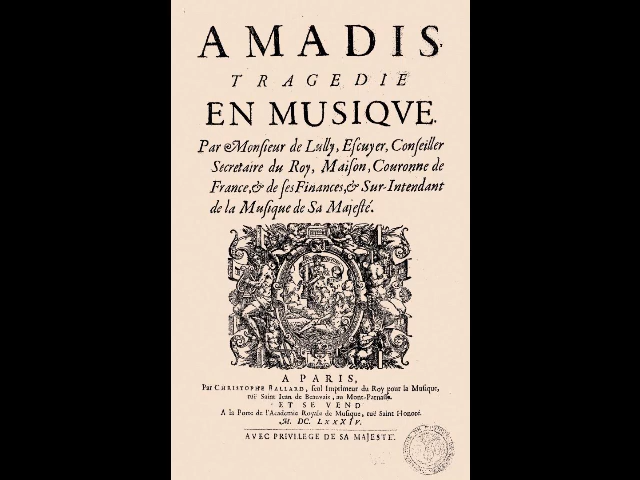 AMADIS
TRAGEDIE
EN MUSIQVE.
Par Monſieur de Lully, Eſcuyer, Conſeiller
Secretaire du Roy, Maiſon, Couronne de
France, & de ſes Finances, & Sur-Intendant
de la Muſique de Sa Majeſté.
A PARIS,
Par CHRISTOPHE BALLARD, ſeul Imprimeur du Roy pour la Muſique,
ruë Saint Jean de Beauvais, au Mont-Parnaſſe.
ET SE VEND
A la Porte de l'Academie Royale de Muſique, ruë Saint Honoré.
M. DC. LXXXIV.
AVEC PRIVILEGE DE SA MAJESTÉ.